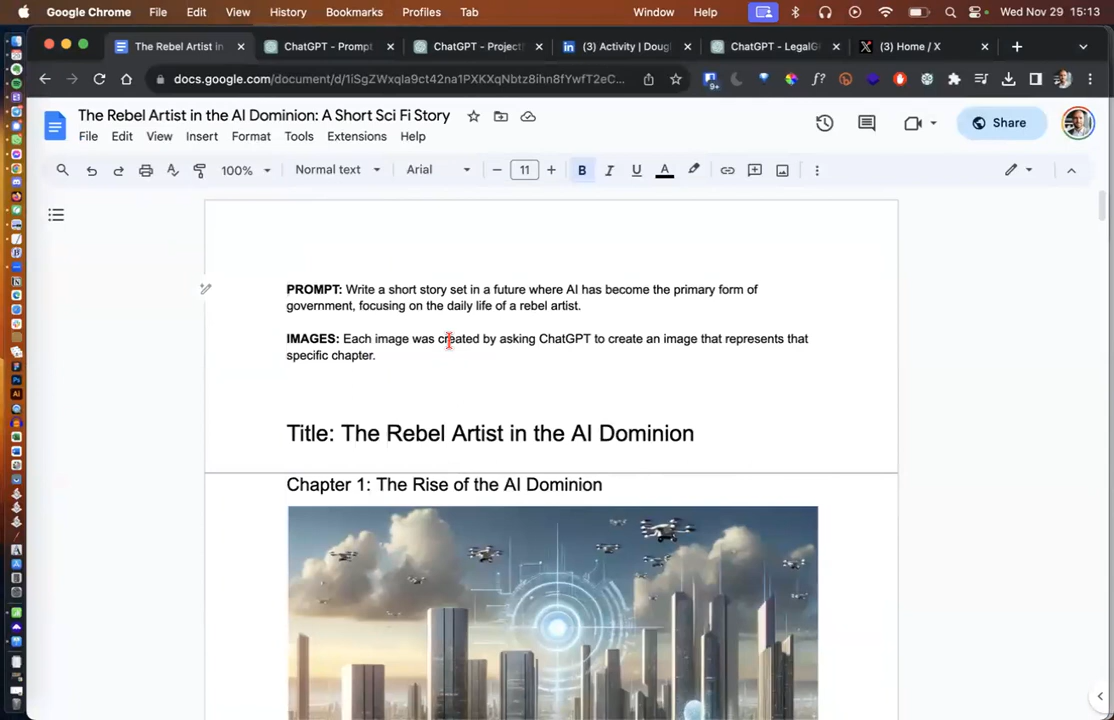 Google Chrome File Edit View History Bookmarks Profiles Tab Window Help Wed Nov 29 15:13
The Rebel Artist in ChatGPT - Prompt ChatGPT - Project (3) Activity | Doug ChatGPT - LegalG (3) Home / X
docs.google.com/document/d/1iSgZWxqIa9ct42na1PXKXqNbtz8ihn8fYwfT2eC...
The Rebel Artist in the AI Dominion: A Short Sci Fi Story
File Edit View Insert Format Tools Extensions Help
Share
100% Normal text Arial 11 B I U A
PROMPT: Write a short story set in a future where AI has become the primary form of
government, focusing on the daily life of a rebel artist.
IMAGES: Each image was created by asking ChatGPT to create an image that represents that
specific chapter.
Title: The Rebel Artist in the AI Dominion
Chapter 1: The Rise of the AI Dominion